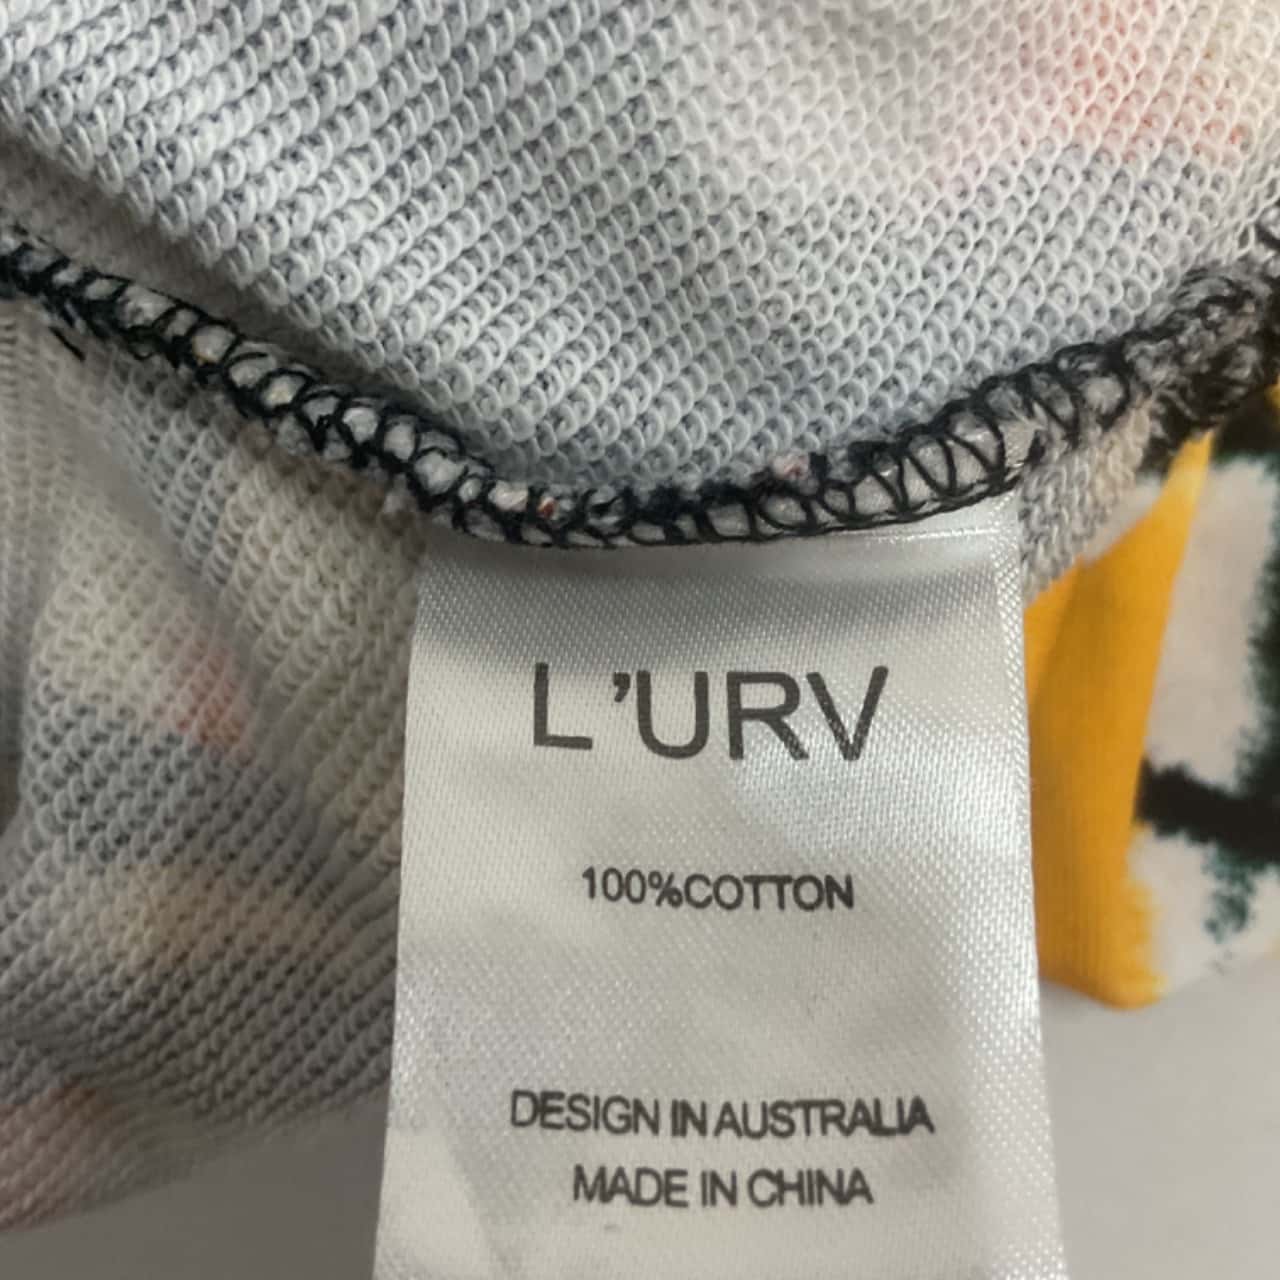 L'URV
100%COTTON
DESIGN IN AUSTRALIA
MADE IN CHINA